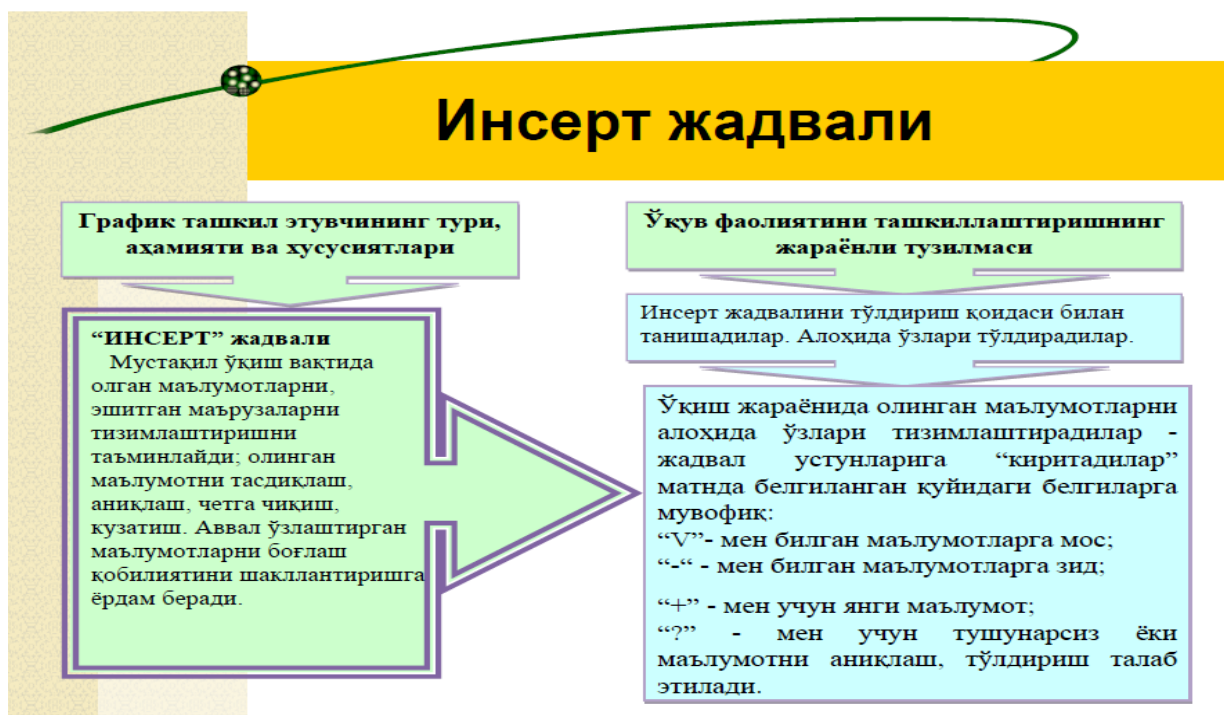 Инсерт жадвали
График ташкил этувчининг тури,
аҳамияти ва хусусиятлари
“ИНСЕРТ” жадвали
Мустақил ўқиш вақтида
олган маълумотларни,
эшитган маърузаларни
тизимлаштиришни
таъминлайди; олинган
маълумотни тасдиқлаш,
аниқлаш, четга чиқиш,
кузатиш. Аввал ўзлаштирган
маълумотларни боғлаш
қобилиятини шакллантиришга
ёрдам беради.
Ўқув фаолиятини ташкиллаштиришнинг
жараёнли тузилмаси
Инсерт жадвалини тўлдириш қоидаси билан
танишадилар. Алоҳида ўзлари тўлдирадилар.
Ўқиш жараёнида олинган маълумотларни
алоҳида ўзлари тизимлаштирадилар -
жадвал устунларига “киритадилар”
матнда белгиланган қуйидаги белгиларга
мувофиқ:
“V”- мен билган маълумотларга мос;
“-“ - мен билган маълумотларга зид;
“+” - мен учун янги маълумот;
“?” - мен учун тушунарсиз ёки
маълумотни аниқлаш, тўлдириш талаб
этилади.